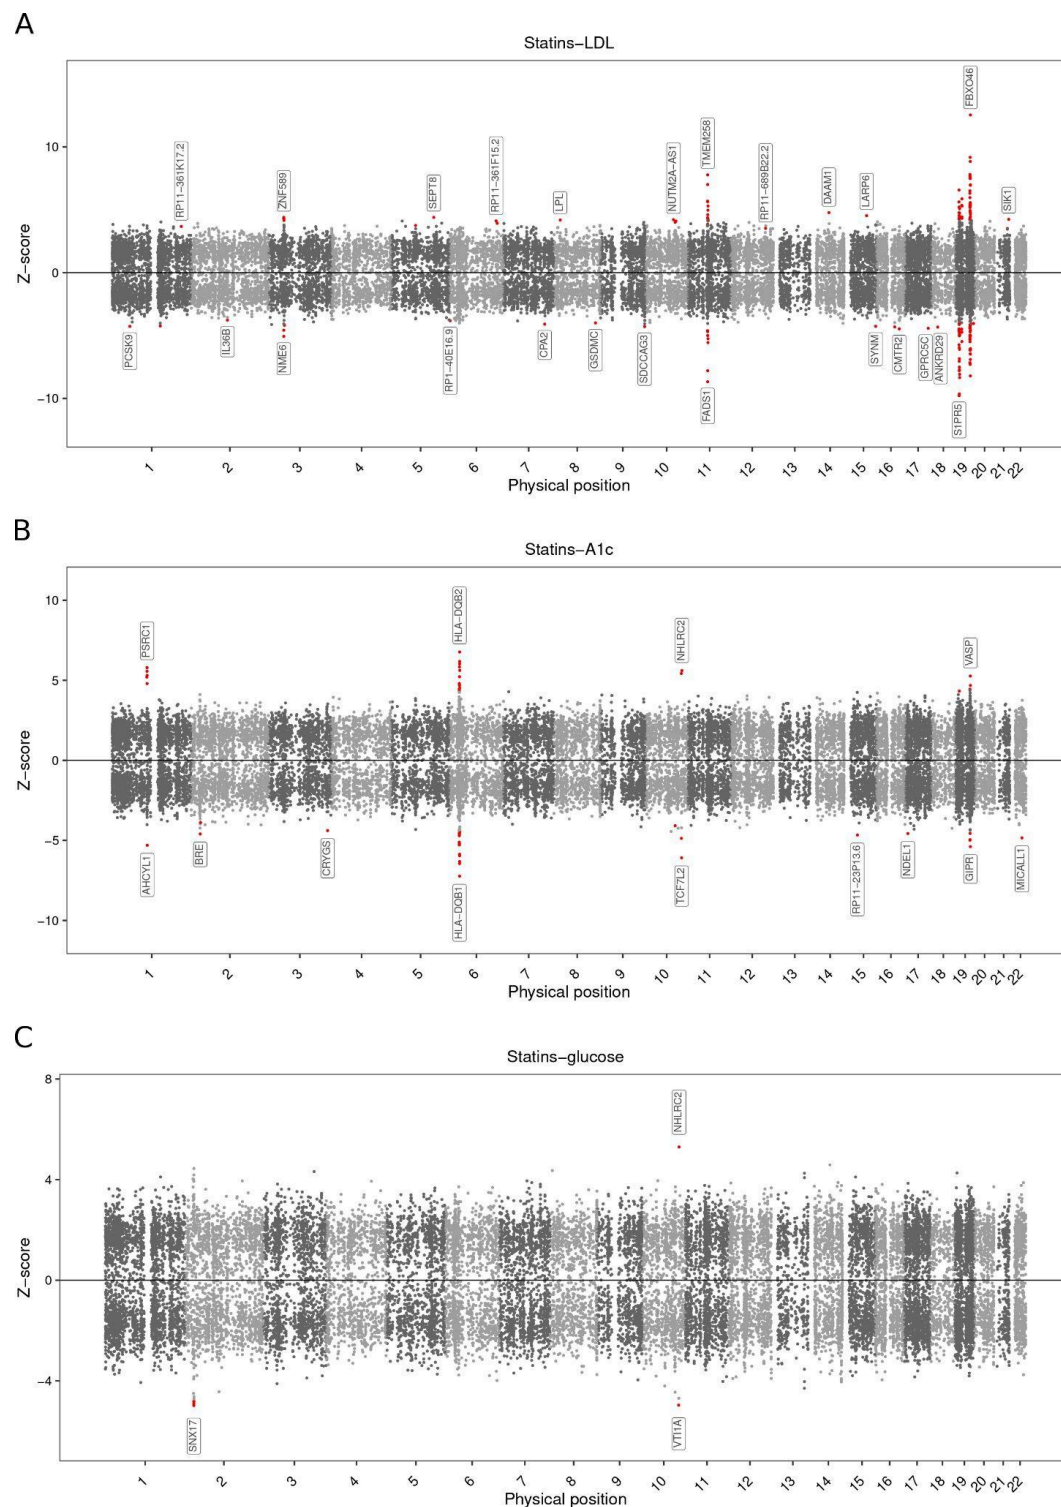 A
Statins−LDL
FBXO46
TMEM258
RP11−361K17.2
ZNF589
SEPT8
RP11−361F15.2
LPL
NUTM2A−AS1
RP11−689B22.2
DAAM1
LARP6
SIK1
10
0
−10
Z−score
PCSK9
IL36B
NME6
RP1−40E16.9
CPA2
GSDMC
SDCCAG3
FADS1
SYNM
CMTR2
GPRC5C
ANKRD29
S1PR5
1 2 3 4 5 6 7 8 9 10 11 12 13 14 15 16 17 18 19 20 21 22
Physical position
B
Statins−A1c
PSRC1
HLA−DQB2
NHLRC2
VASP
10
5
0
−5
−10
Z−score
AHCYL1
BRE
CRYGS
HLA−DQB1
TCF7L2
RP11−23P13.6
NDEL1
GIPR
MICALL1
1 2 3 4 5 6 7 8 9 10 11 12 13 14 15 16 17 18 19 20 21 22
Physical position
C
Statins−glucose
NHLRC2
8
4
0
−4
Z−score
SNX17
VTI1A
1 2 3 4 5 6 7 8 9 10 11 12 13 14 15 16 17 18 19 20 21 22
Physical position